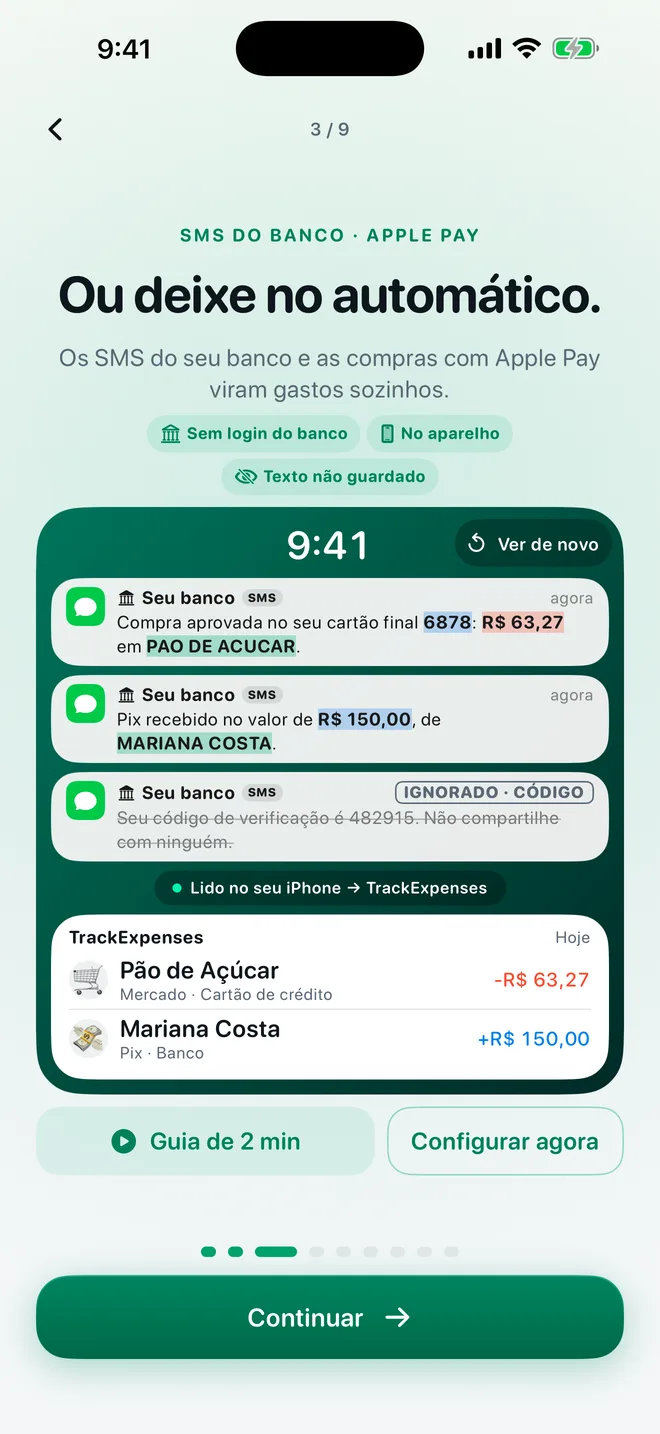 9:41
3 / 9
SMS DO BANCO · APPLE PAY
Ou deixe no automático.
Os SMS do seu banco e as compras com Apple Pay
viram gastos sozinhos.
Sem login do banco
No aparelho
Texto não guardado
9:41
Ver de novo
Seu banco SMS agora
Compra aprovada no seu cartão final 6878: R$ 63,27
em PAO DE ACUCAR.
Seu banco SMS agora
Pix recebido no valor de R$ 150,00, de
MARIANA COSTA.
Seu banco SMS IGNORADO · CÓDIGO
Seu código de verificação é 482915. Não compartilhe
com ninguém.
Lido no seu iPhone → TrackExpenses
TrackExpenses Hoje
Pão de Açúcar -R$ 63,27
Mercado · Cartão de crédito
Mariana Costa +R$ 150,00
Pix · Banco
Guia de 2 min
Configurar agora
Continuar →